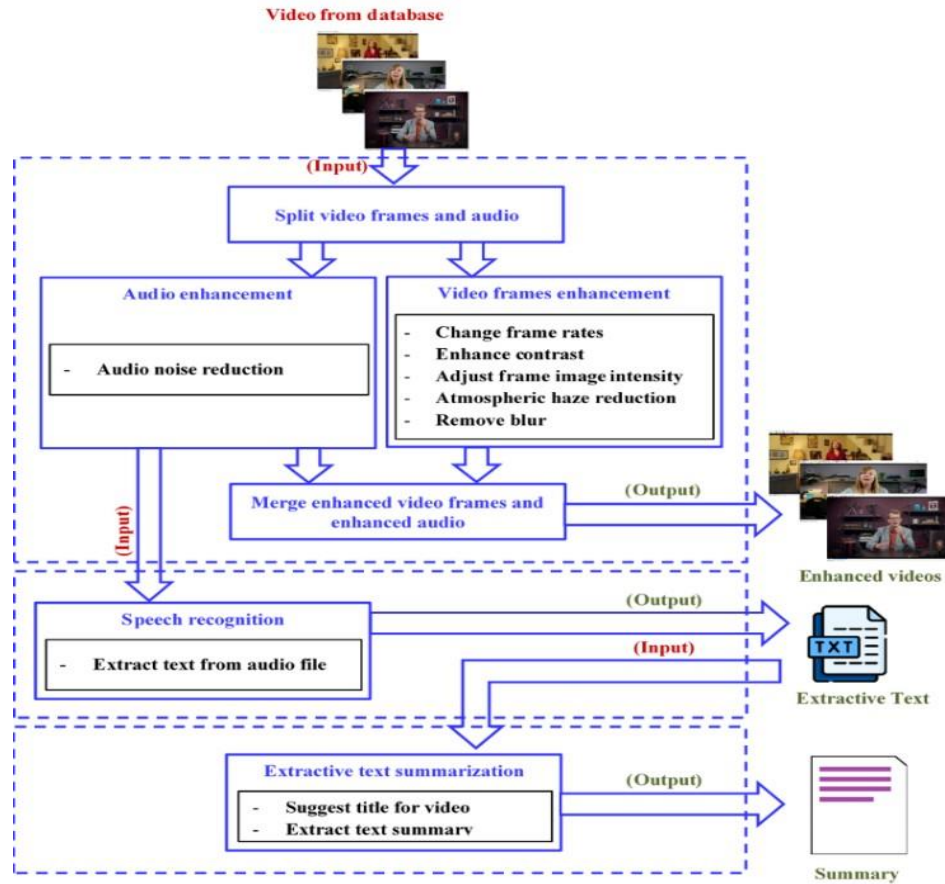 Video from database
(Input)
Split video frames and audio
Audio enhancement
- Audio noise reduction
Video frames enhancement
- Change frame rates
- Enhance contrast
- Adjust frame image intensity
- Atmospheric haze reduction
- Remove blur
Merge enhanced video frames and
enhanced audio
(Output)
Enhanced videos
(Input)
Speech recognition
- Extract text from audio file
(Output)
TXT
Extractive Text
(Input)
Extractive text summarization
- Suggest title for video
- Extract text summary
(Output)
Summary